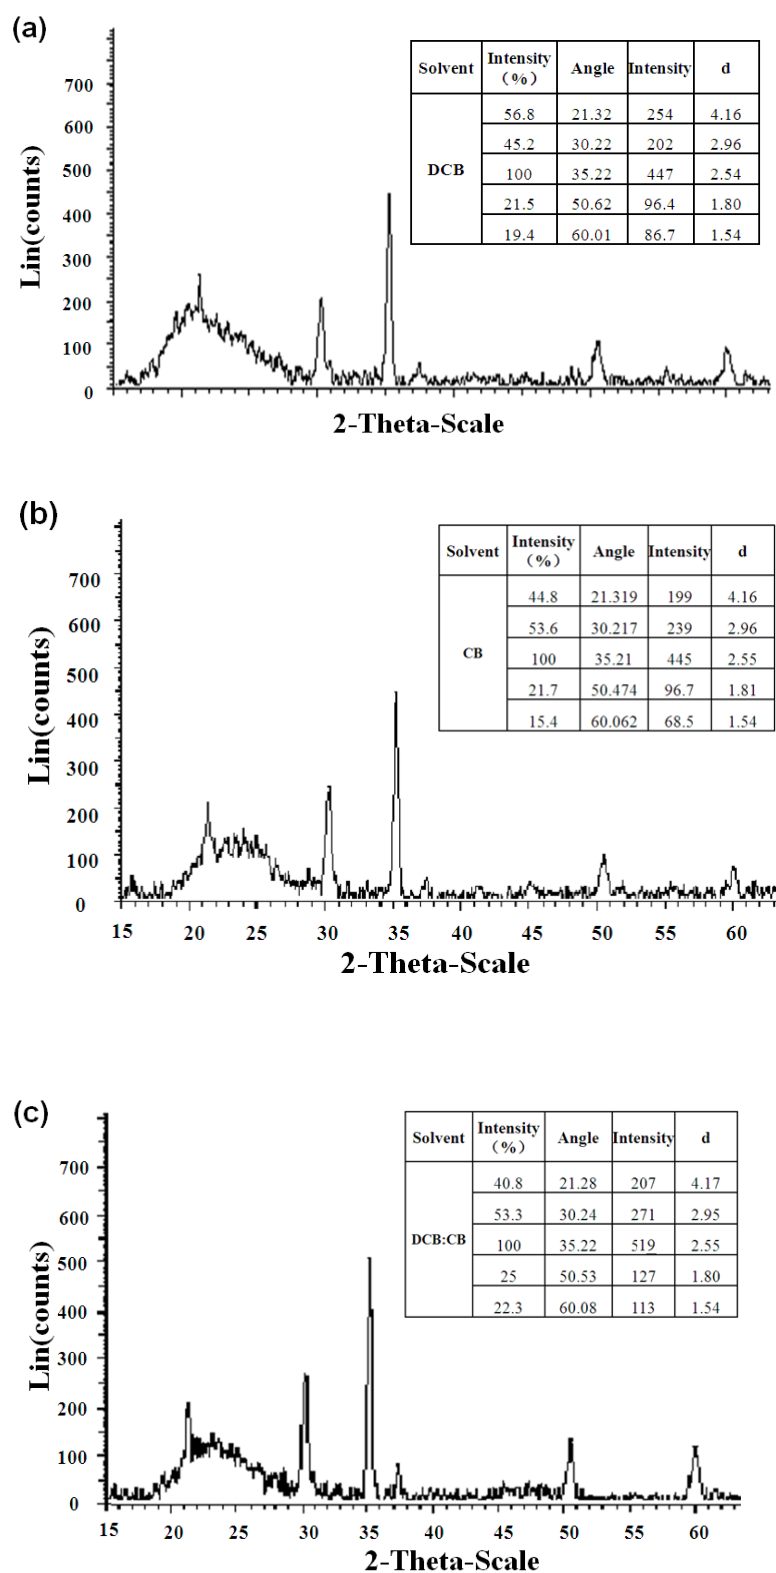 (a)
Lin(counts)
700
600
500
400
300
200
100
0
2-Theta-Scale
Solvent Intensity (%) Angle Intensity d
DCB
56.8 21.32 254 4.16
45.2 30.22 202 2.96
100 35.22 447 2.54
21.5 50.62 96.4 1.80
19.4 60.01 86.7 1.54
(b)
Lin(counts)
700
600
500
400
300
200
100
0
15 20 25 30 35 40 45 50 55 60
2-Theta-Scale
Solvent Intensity (%) Angle Intensity d
CB
44.8 21.319 199 4.16
53.6 30.217 239 2.96
100 35.21 445 2.55
21.7 50.474 96.7 1.81
15.4 60.062 68.5 1.54
(c)
Lin(counts)
700
600
500
400
300
200
100
0
15 20 25 30 35 40 45 50 55 60
2-Theta-Scale
Solvent Intensity (%) Angle Intensity d
DCB:CB
40.8 21.28 207 4.17
53.3 30.24 271 2.95
100 35.22 519 2.55
25 50.53 127 1.80
22.3 60.08 113 1.54